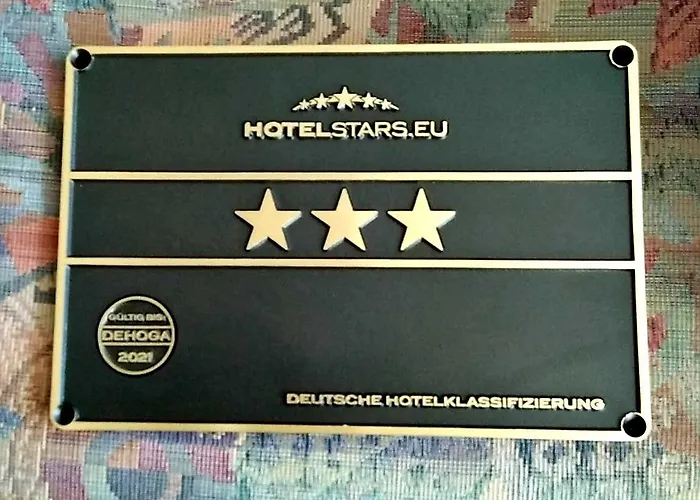 HOTELSTARS.EU
GÜLTIG BIS:
DEHOGA
2021
DEUTSCHE HOTELKLASSIFIZIERUNG